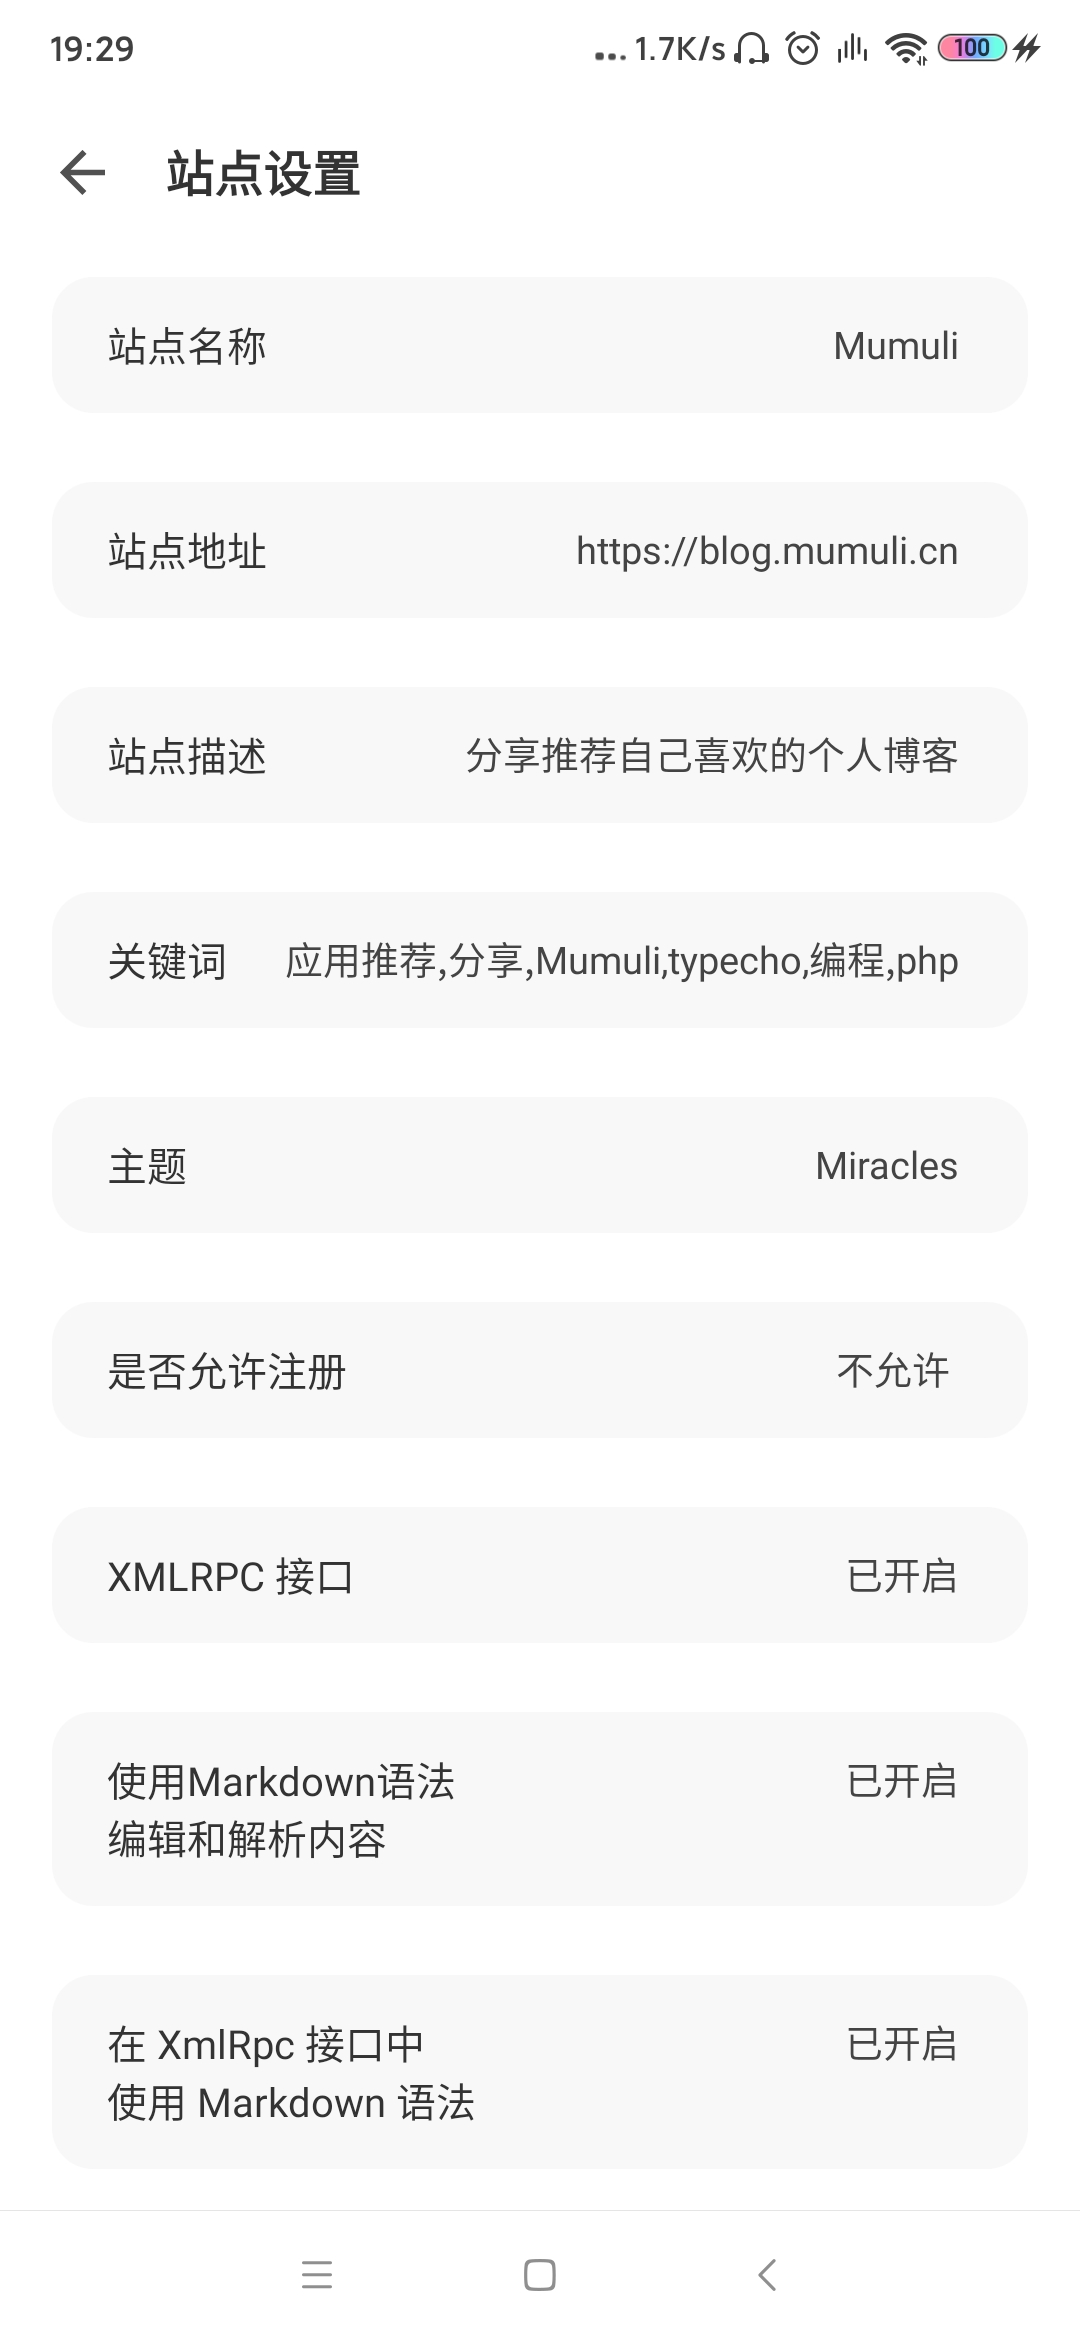 19:29
... 1.7K/s
100
站点设置
站点名称 Mumuli
站点地址 https://blog.mumuli.cn
站点描述 分享推荐自己喜欢的个人博客
关键词 应用推荐,分享,Mumuli,typecho,编程,php
主题 Miracles
是否允许注册 不允许
XMLRPC 接口 已开启
使用Markdown语法 已开启
编辑和解析内容
在 XmlRpc 接口中 已开启
使用 Markdown 语法